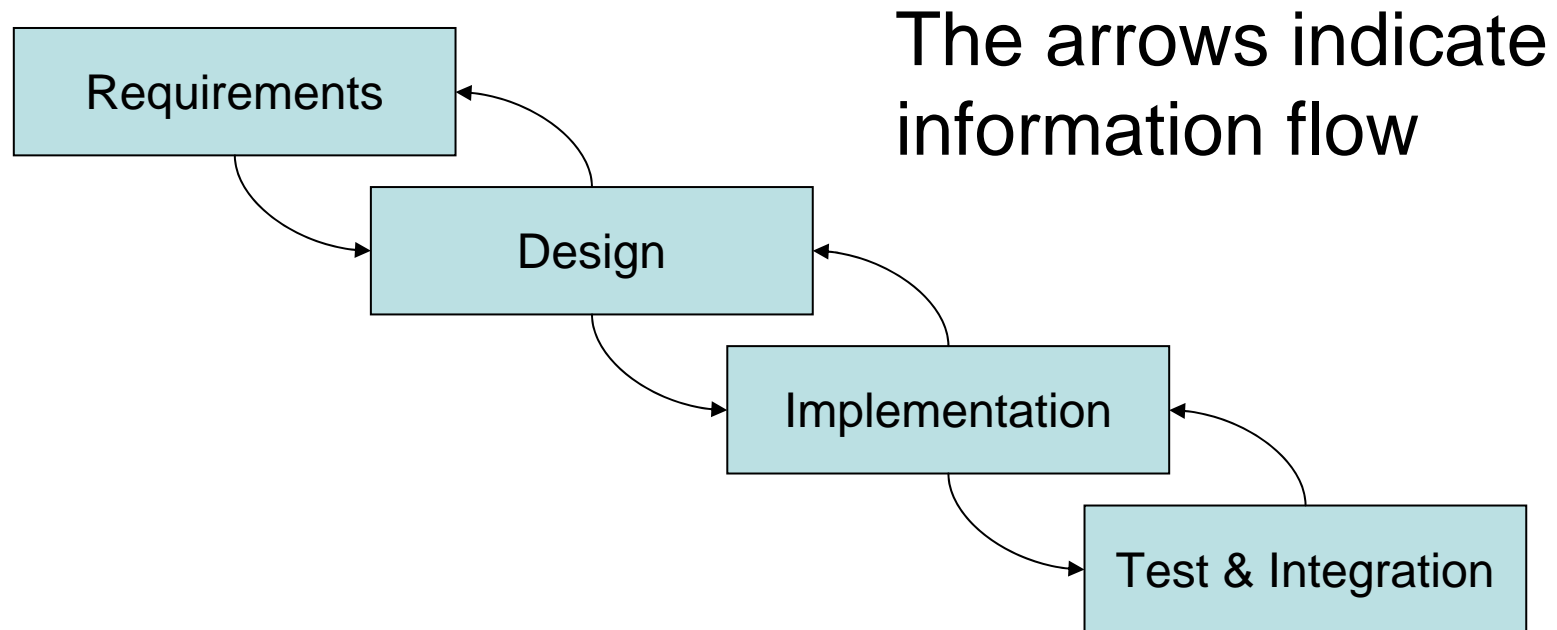 The arrows indicate
information flow
Requirements
Design
Implementation
Test & Integration